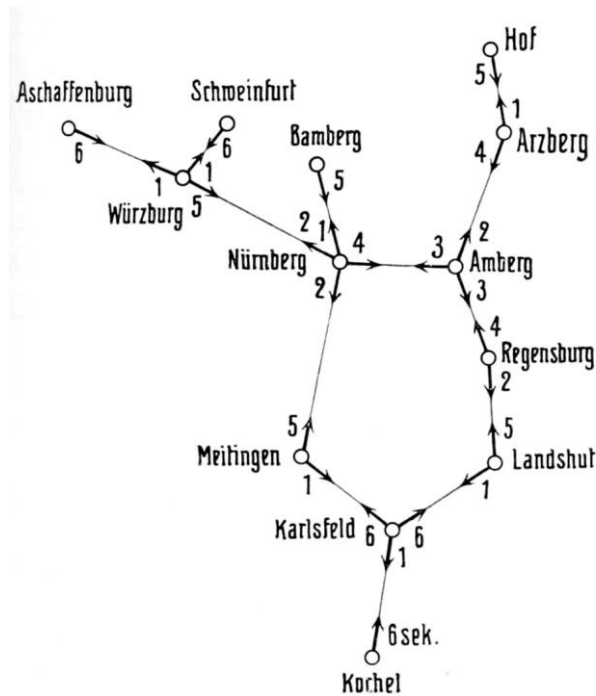 Hof
5
1
Aschaffenburg
Schweinfurt
Bamberg
Arzberg
6
6
4
1
1
5
Würzburg
5
2
1
4
3
2
Nürnberg
Amberg
2
3
4
Regensburg
2
5
5
Meitingen
Landshut
1
1
Karlsfeld
6
6
1
6 sek.
Kochel